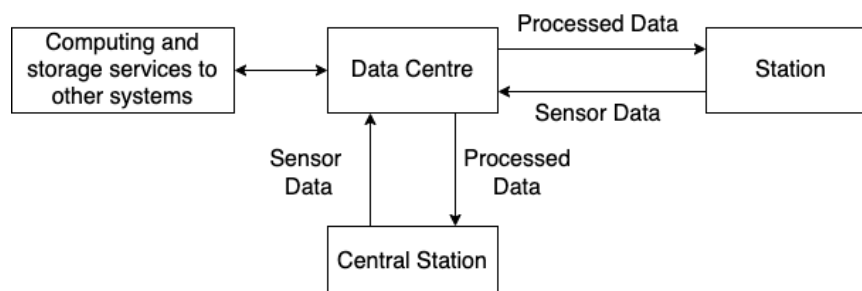 Computing and
storage services to
other systems
Data Centre
Processed Data
Station
Sensor Data
Sensor
Data
Processed
Data
Central Station